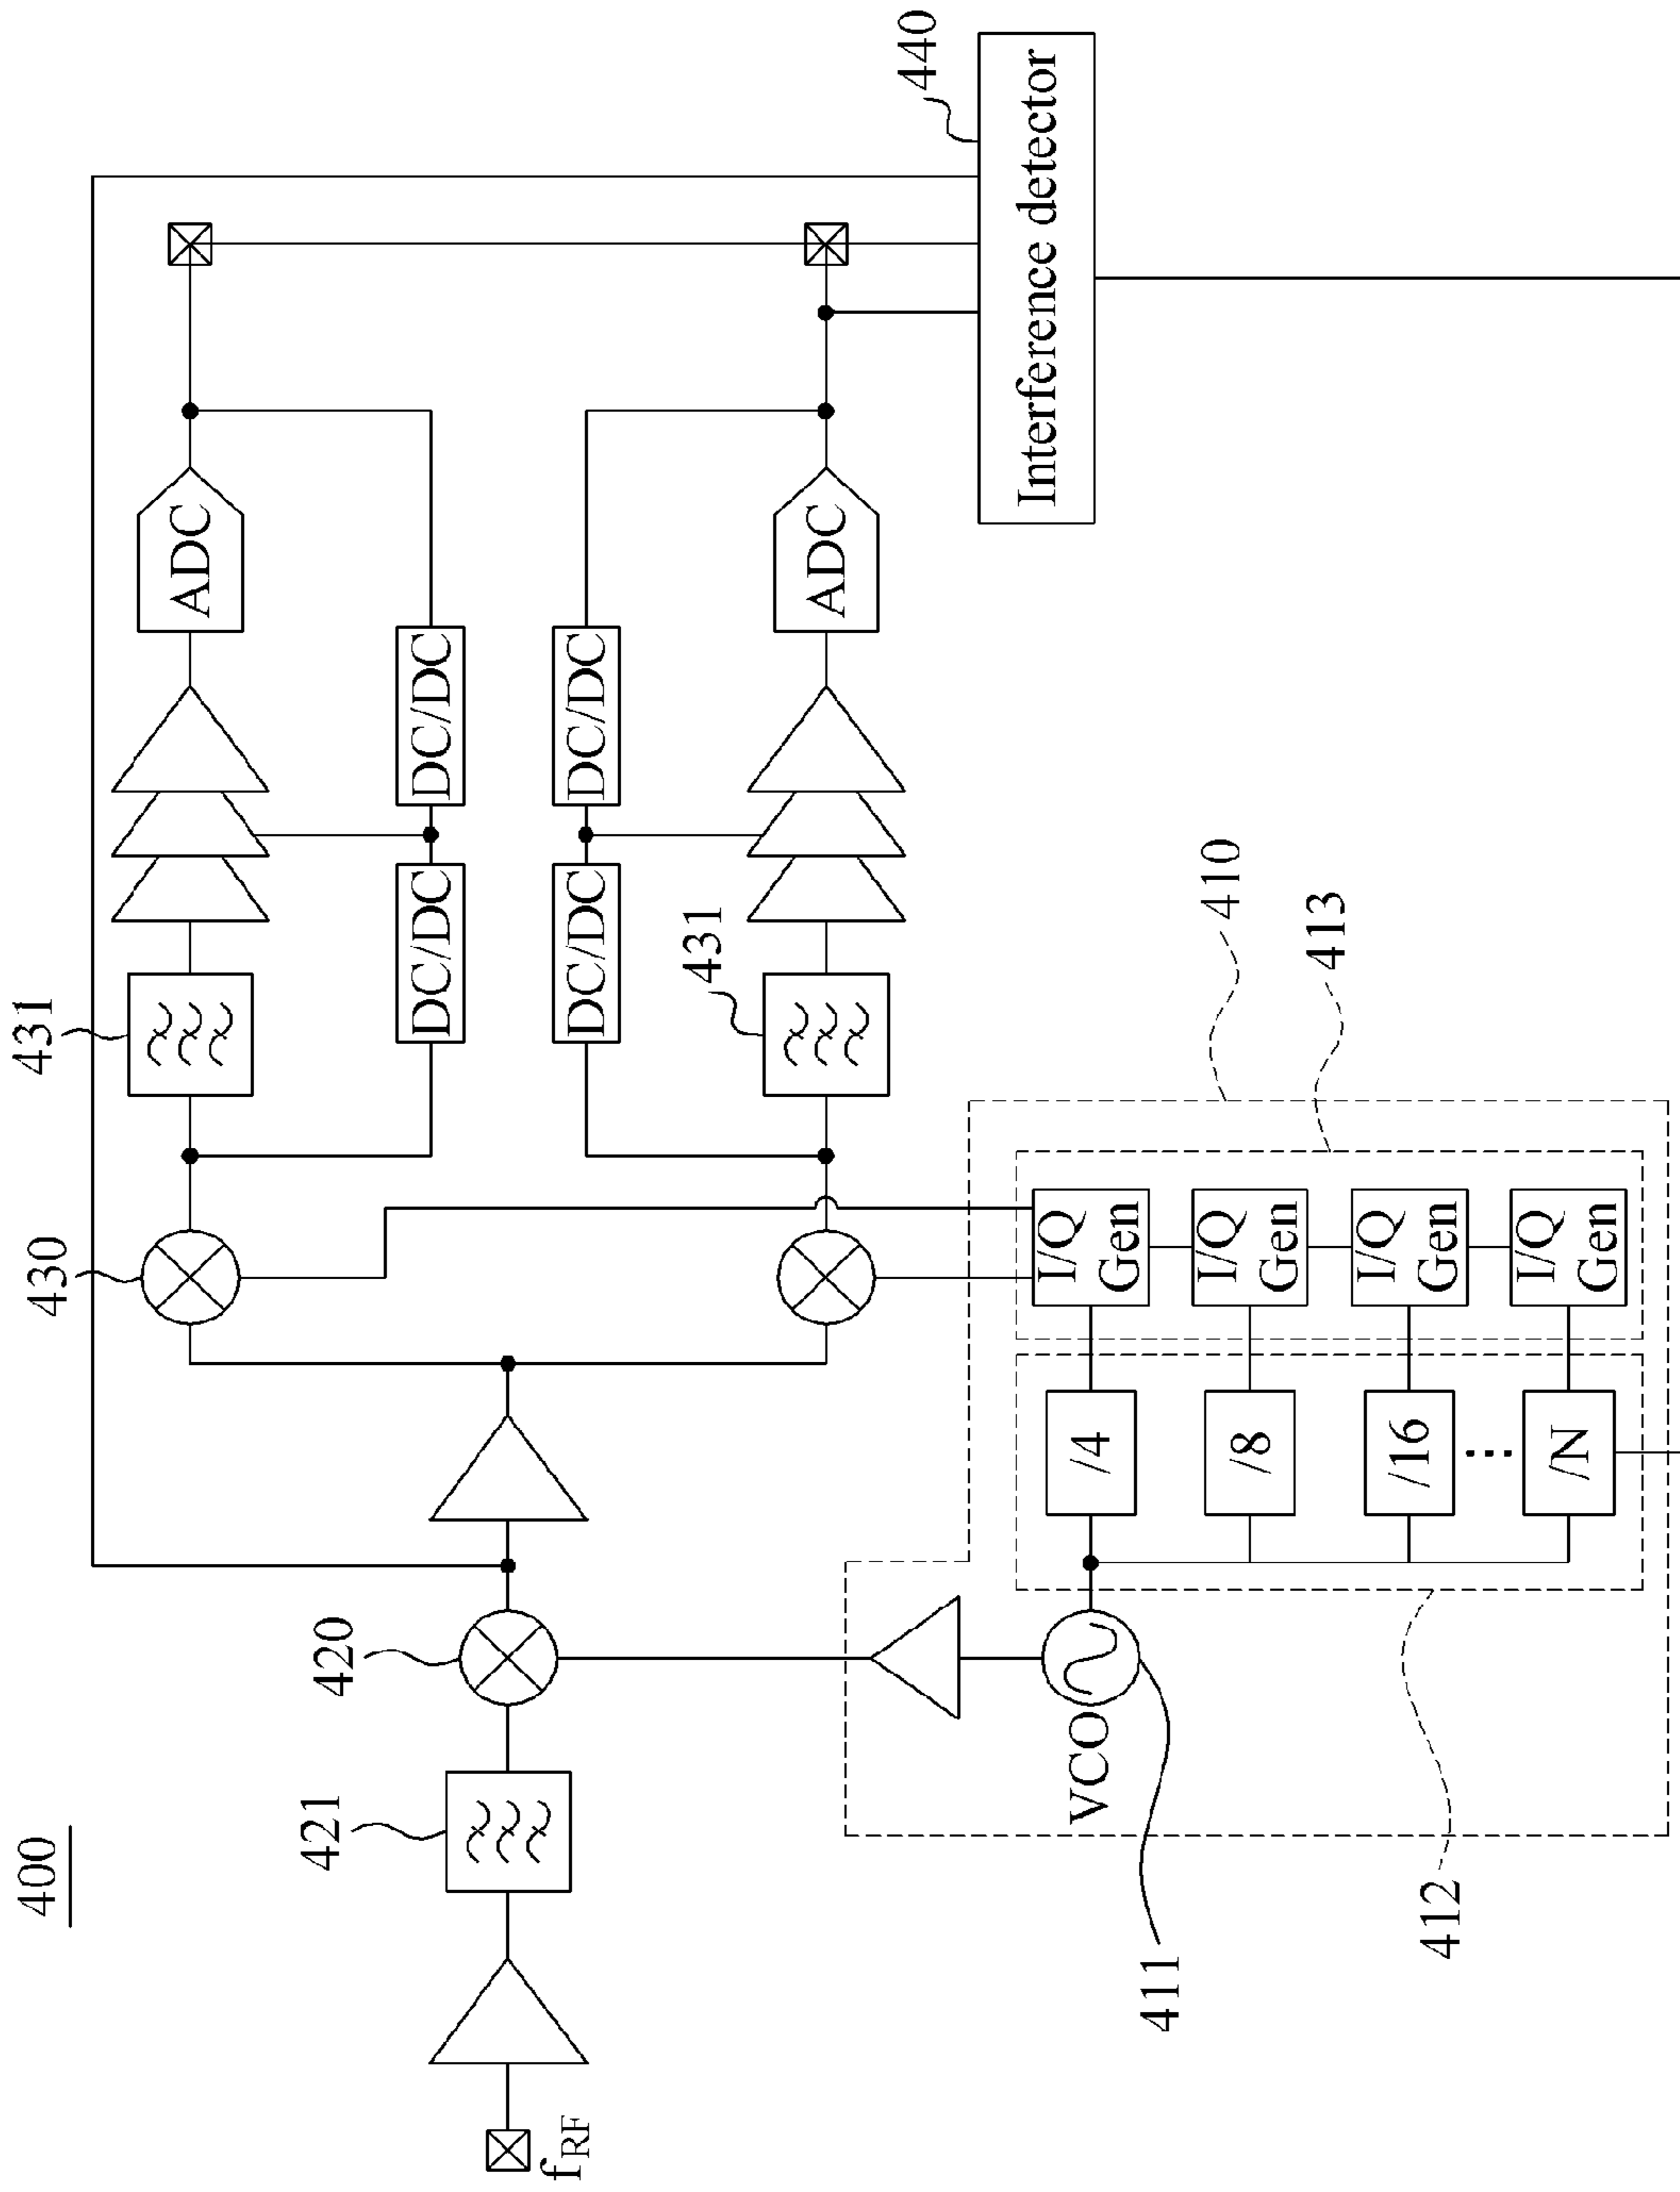 400
f_RF
421
420
430
431
ADC
DC/DC
DC/DC
DC/DC
DC/DC
431
ADC
440
Interference detector
410
413
I/Q
Gen
I/Q
Gen
I/Q
Gen
I/Q
Gen
/4
/8
/16
⋮
/N
VCO
411
412